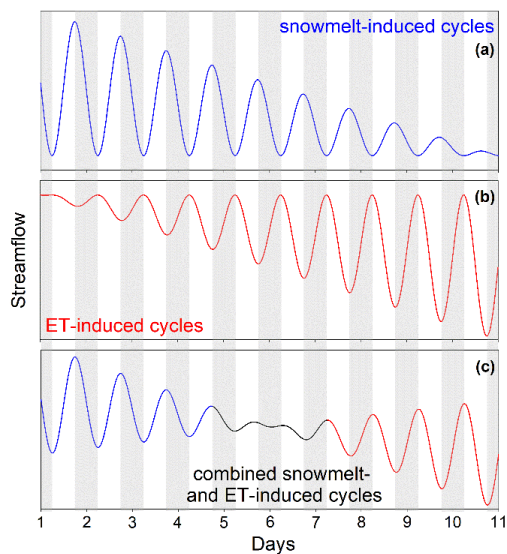 snowmelt-induced cycles
(a)
(b)
ET-induced cycles
Streamflow
(c)
combined snowmelt-
and ET-induced cycles
1 2 3 4 5 6 7 8 9 10 11
Days